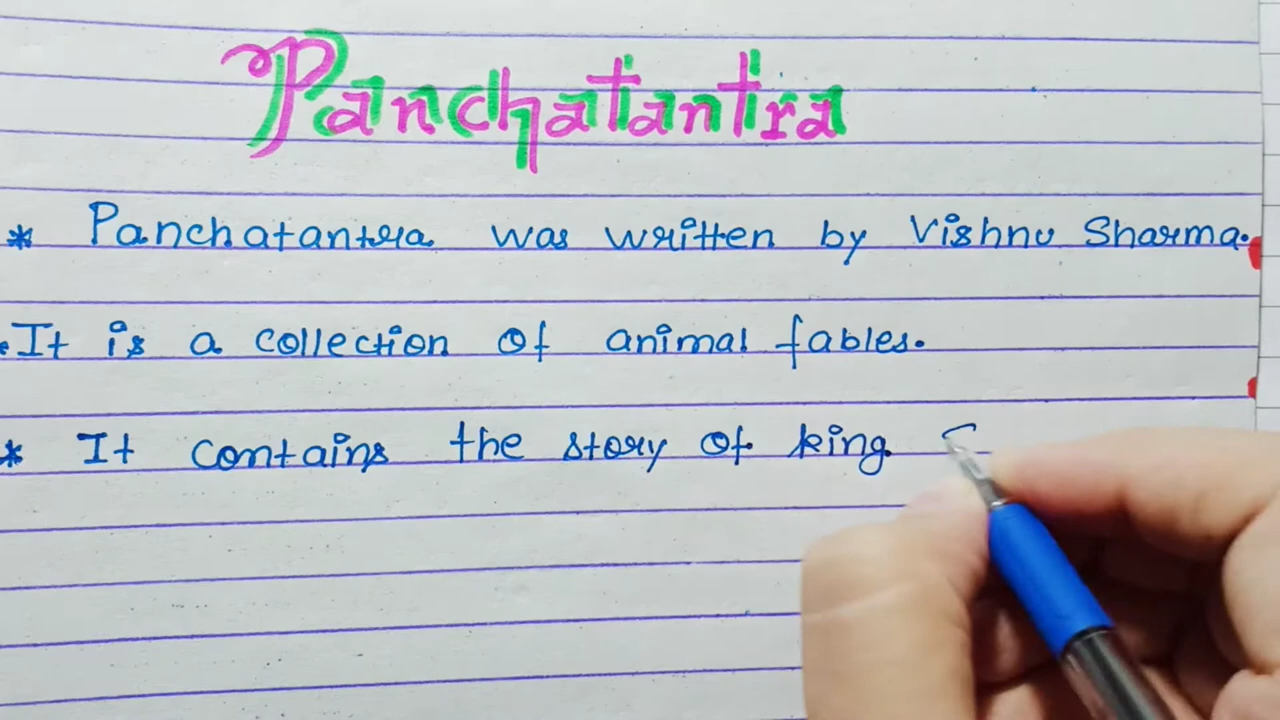 Panchatantra
* Panchatantra was written by Vishnu Sharma.
.It is a collection of animal fables.
* It contains the story of king